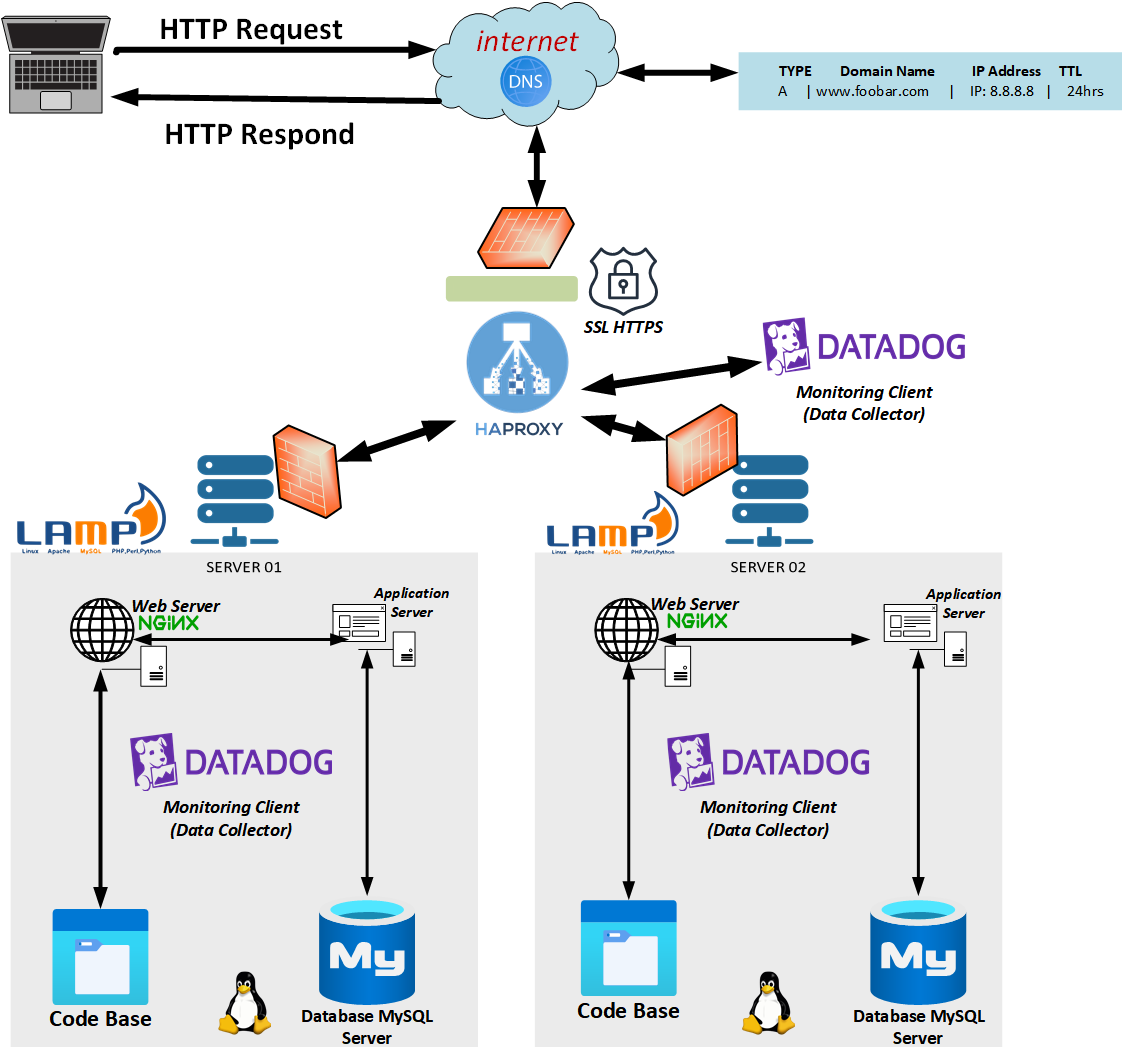 HTTP Request
HTTP Respond
internet
DNS
TYPE Domain Name IP Address TTL
A | www.foobar.com | IP: 8.8.8.8 | 24hrs
SSL HTTPS
HAPROXY
DATADOG
Monitoring Client
(Data Collector)
LAMP
Linux Apache MySQL PHP,Perl,Python
SERVER 01
Web Server
NGINX
Application
Server
DATADOG
Monitoring Client
(Data Collector)
Code Base
My
Database MySQL
Server
LAMP
Linux Apache MySQL PHP,Perl,Python
SERVER 02
Web Server
NGINX
Application
Server
DATADOG
Monitoring Client
(Data Collector)
Code Base
My
Database MySQL
Server